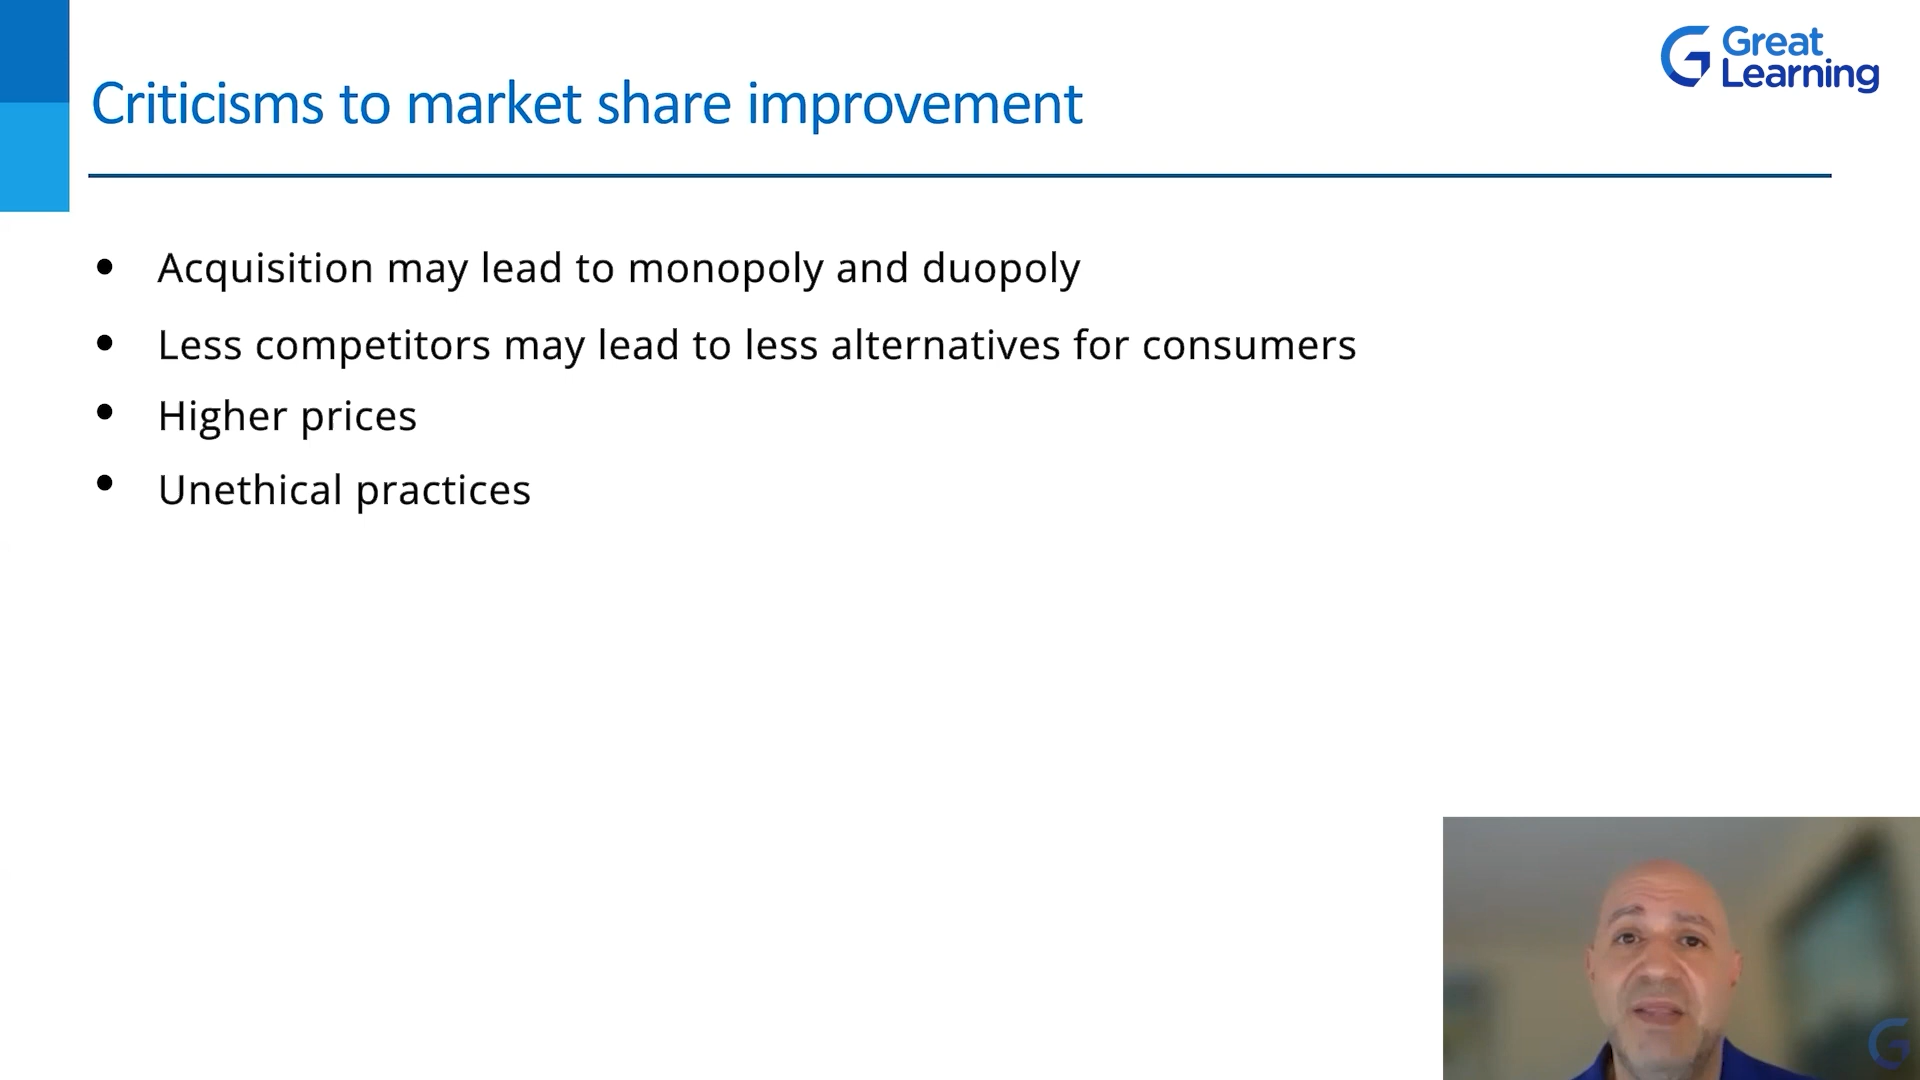 Great
Learning
Criticisms to market share improvement
• Acquisition may lead to monopoly and duopoly
• Less competitors may lead to less alternatives for consumers
• Higher prices
• Unethical practices